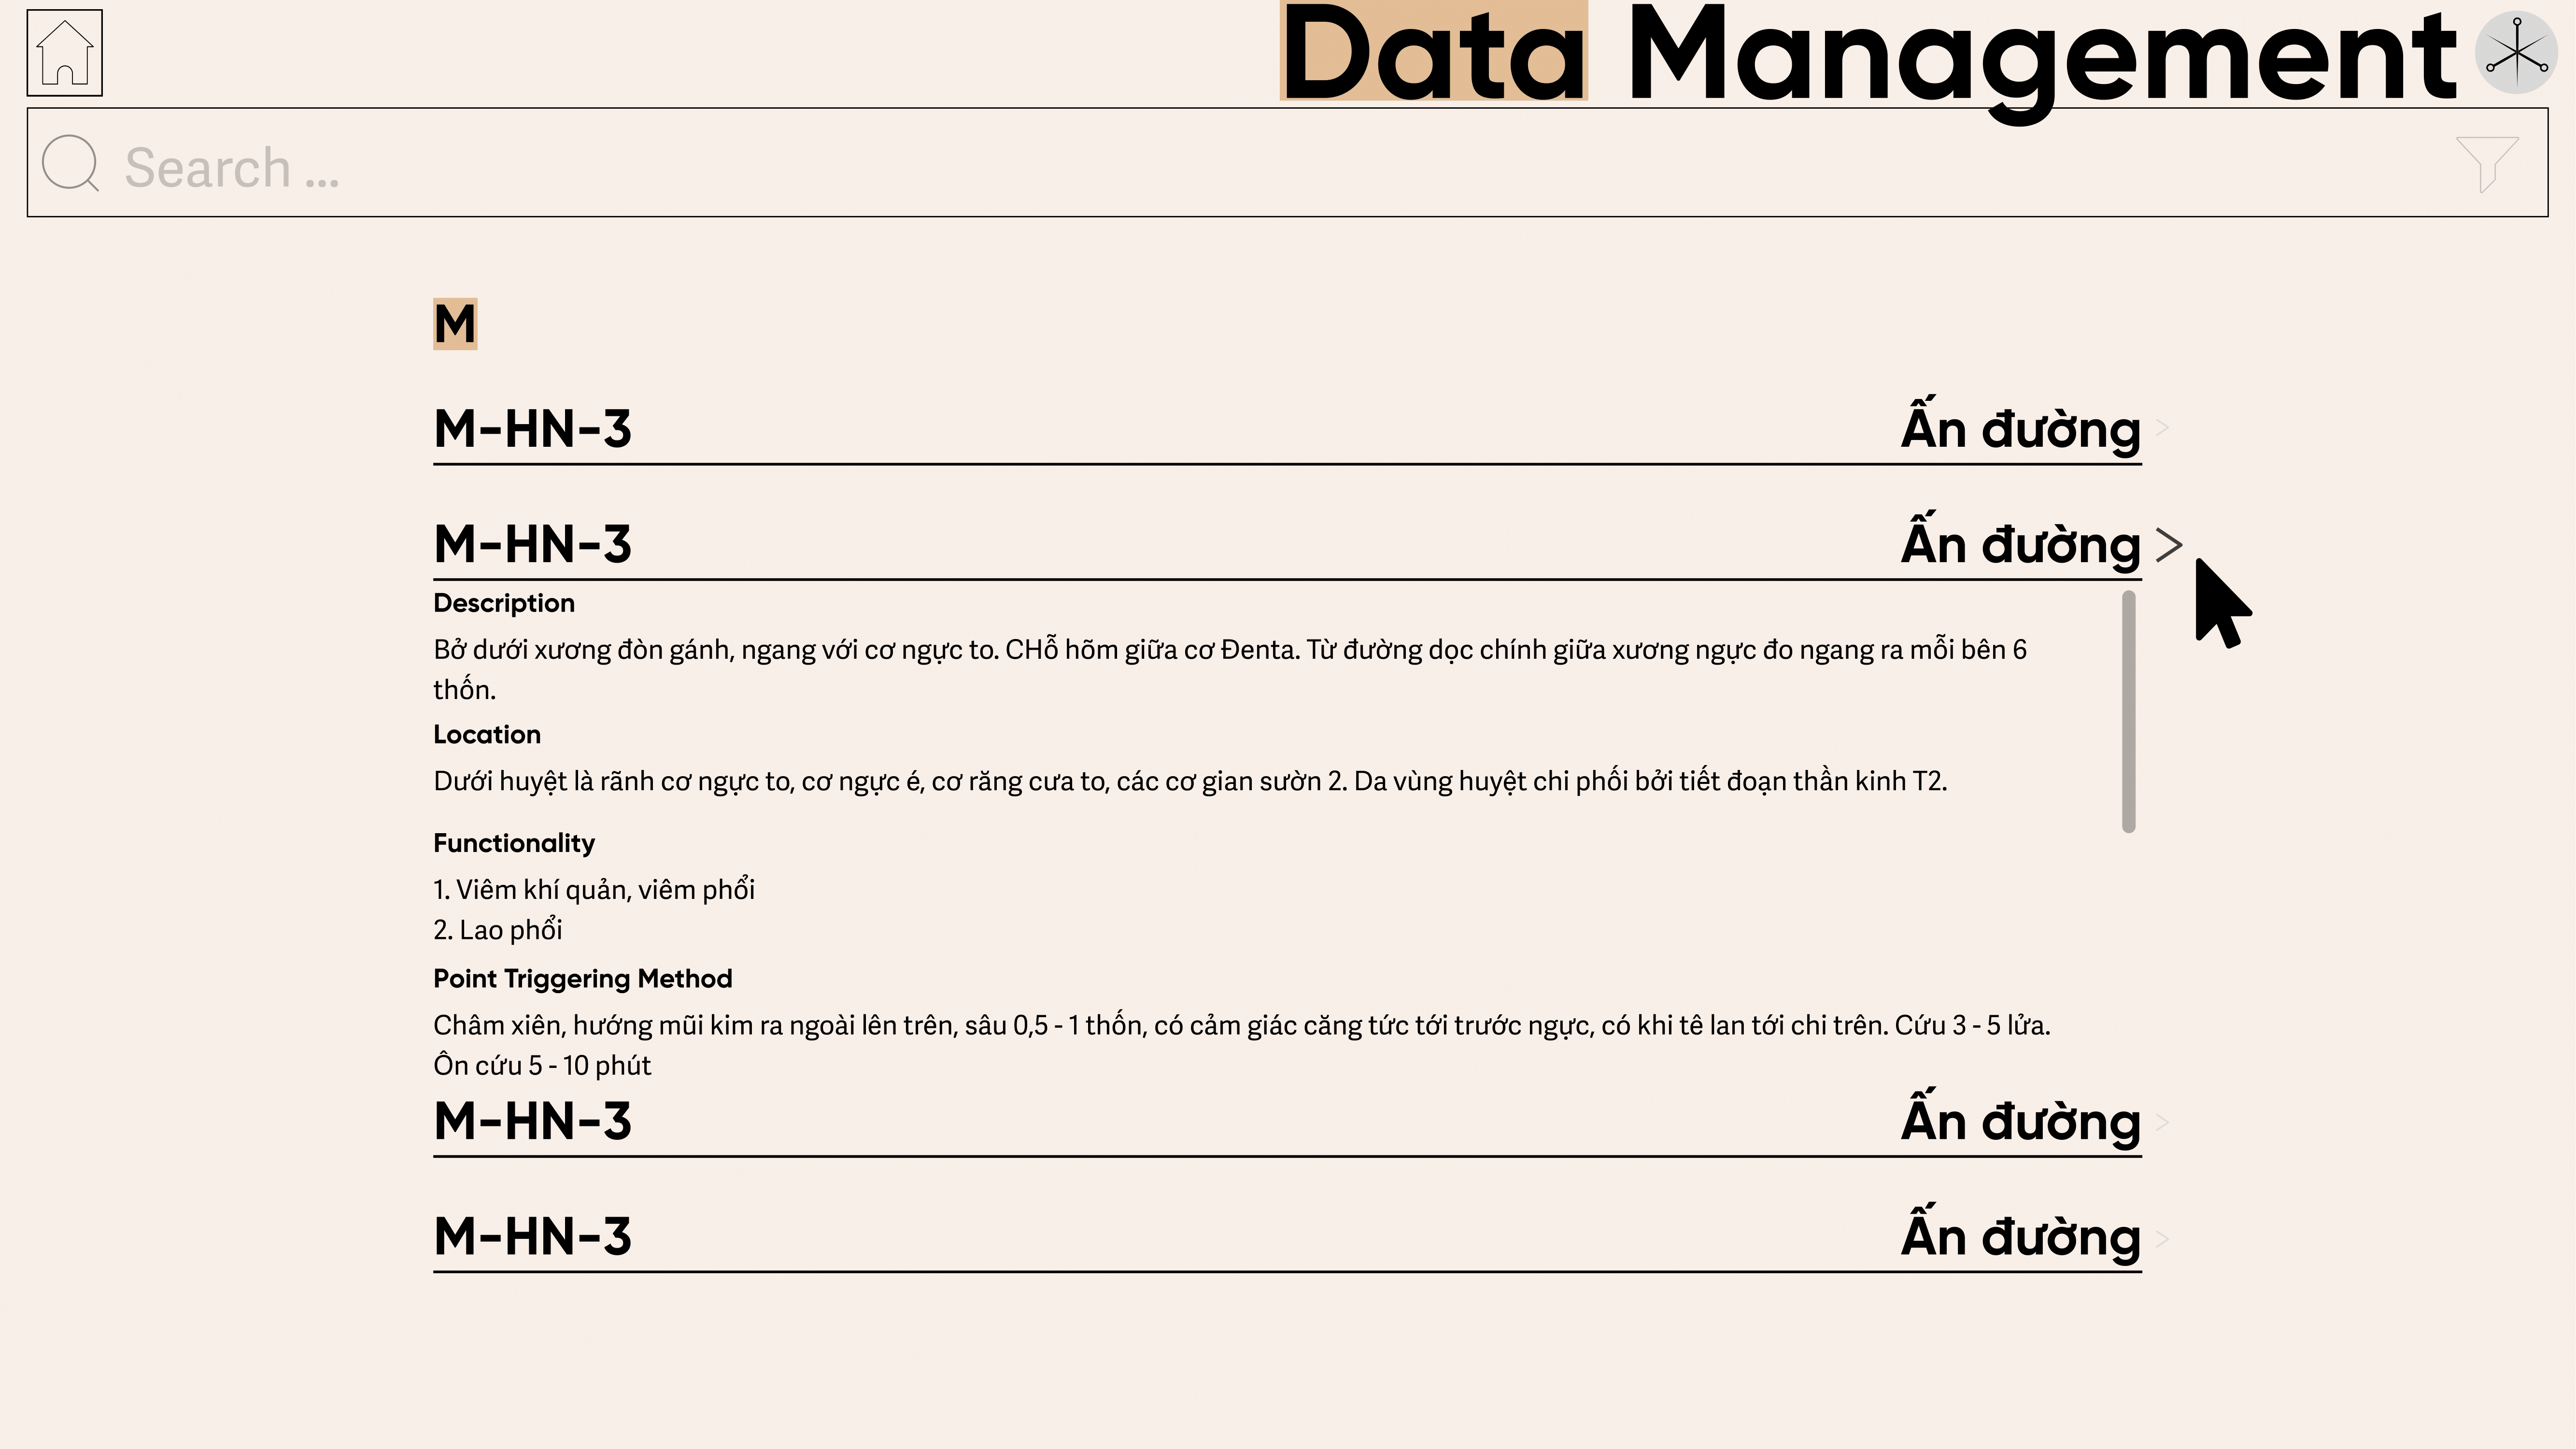 Data Management
Search ...
M
M-HN-3 Ấn đường >
M-HN-3 Ấn đường >
Description
Bở dưới xương đòn gánh, ngang với cơ ngực to. CHỗ hõm giữa cơ Đenta. Từ đường dọc chính giữa xương ngực đo ngang ra mỗi bên 6
thốn.
Location
Dưới huyệt là rãnh cơ ngực to, cơ ngực é, cơ răng cưa to, các cơ gian sườn 2. Da vùng huyệt chi phối bởi tiết đoạn thần kinh T2.
Functionality
1. Viêm khí quản, viêm phổi
2. Lao phổi
Point Triggering Method
Châm xiên, hướng mũi kim ra ngoài lên trên, sâu 0,5 - 1 thốn, có cảm giác căng tức tới trước ngực, có khi tê lan tới chi trên. Cứu 3 - 5 lửa.
Ôn cứu 5 - 10 phút
M-HN-3 Ấn đường >
M-HN-3 Ấn đường >